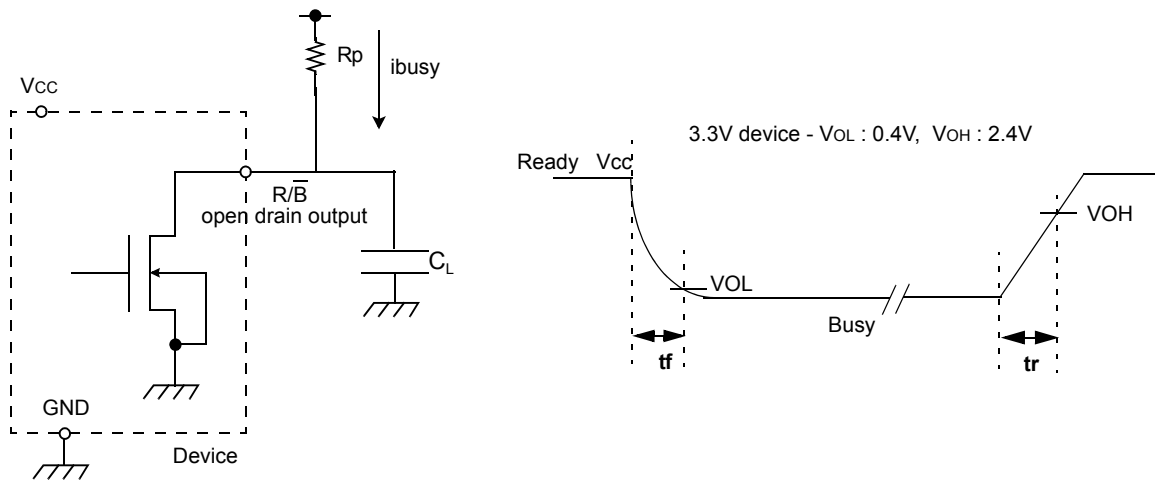 Rp
ibusy
VCC
R/B̅
open drain output
CL
GND
Device
3.3V device - VOL : 0.4V, VOH : 2.4V
Ready Vcc
VOH
VOL
Busy
tf
tr